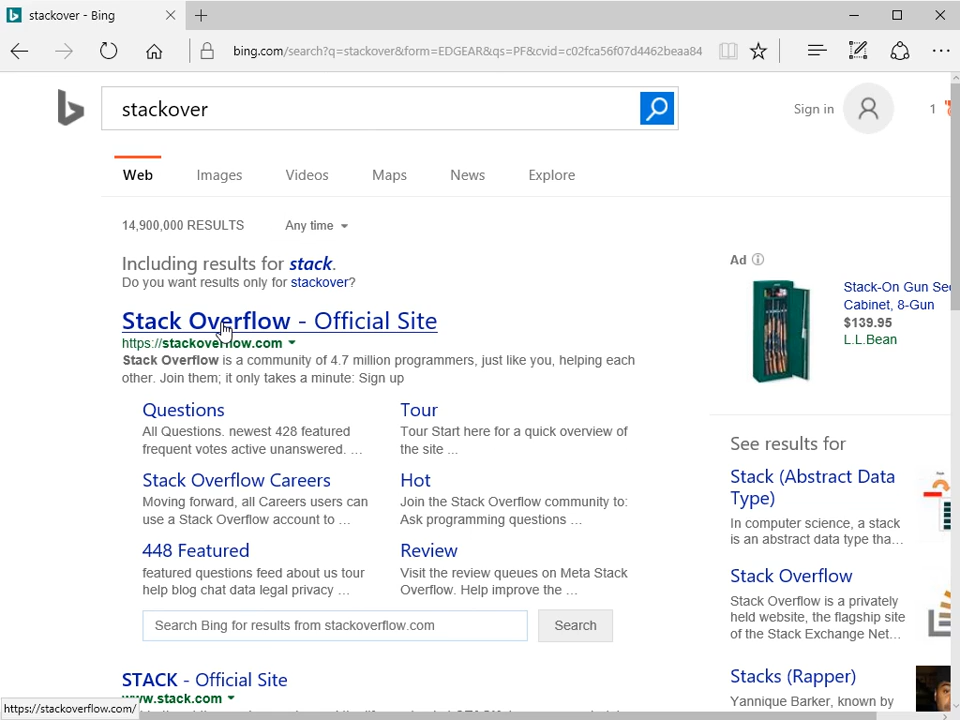 stackover - Bing
bing.com/search?q=stackover&form=EDGEAR&qs=PF&cvid=c02fca56f07d4462beaa84
stackover
Sign in
1
Web
Images
Videos
Maps
News
Explore
14,900,000 RESULTS
Any time
Including results for stack.
Do you want results only for stackover?
Stack Overflow - Official Site
https://stackoverflow.com
Stack Overflow is a community of 4.7 million programmers, just like you, helping each
other. Join them; it only takes a minute: Sign up
Questions
All Questions. newest 428 featured
frequent votes active unanswered. ...
Tour
Tour Start here for a quick overview of
the site ...
Stack Overflow Careers
Moving forward, all Careers users can
use a Stack Overflow account to ...
Hot
Join the Stack Overflow community to:
Ask programming questions ...
448 Featured
featured questions feed about us tour
help blog chat data legal privacy ...
Review
Visit the review queues on Meta Stack
Overflow. Help improve the ...
Search Bing for results from stackoverflow.com
Search
STACK - Official Site
www.stack.com
https://stackoverflow.com/
Ad
Stack-On Gun Sec
Cabinet, 8-Gun
$139.95
L.L.Bean
See results for
Stack (Abstract Data
Type)
In computer science, a stack
is an abstract data type tha...
Stack Overflow
Stack Overflow is a privately
held website, the flagship site
of the Stack Exchange Net...
Stacks (Rapper)
Yannique Barker, known by